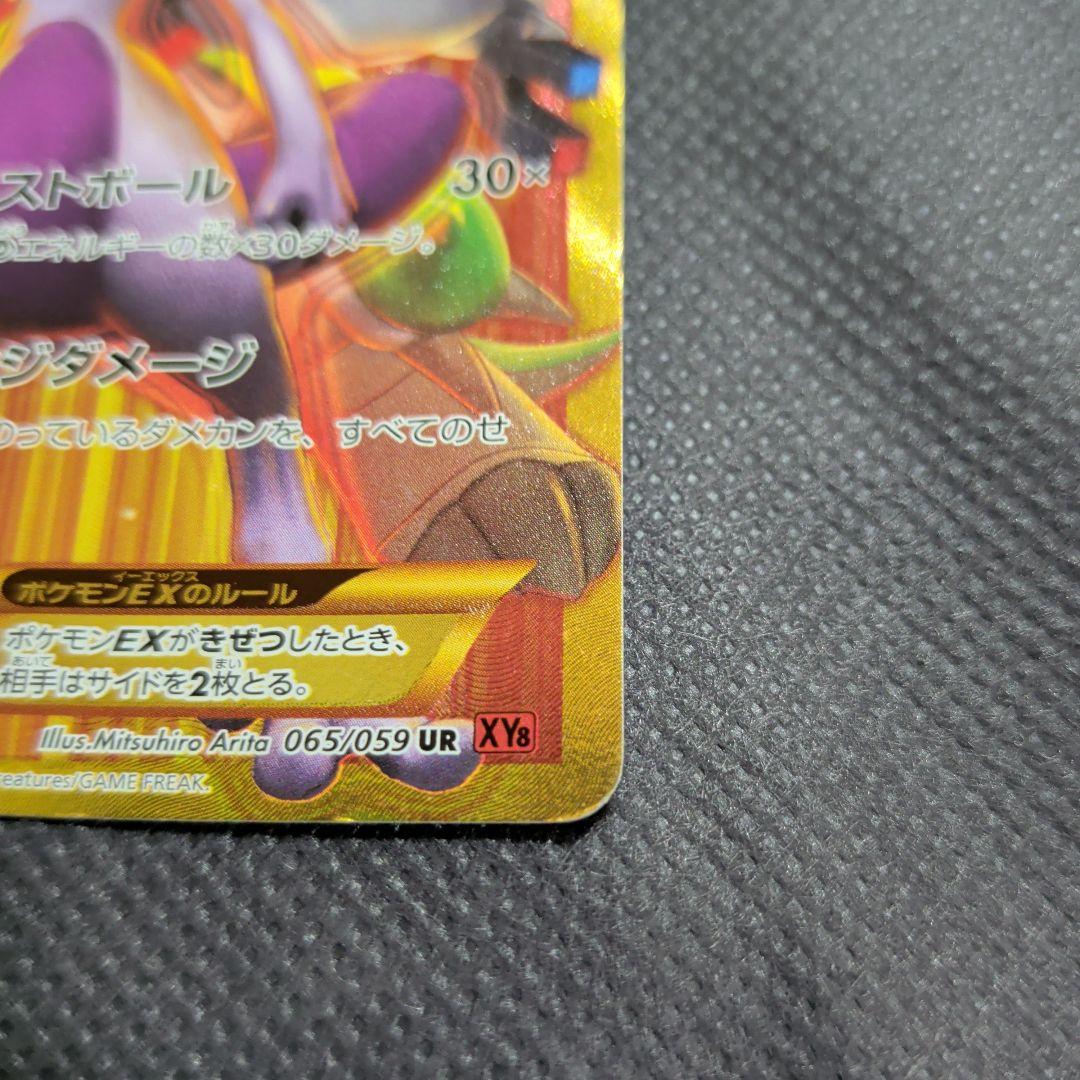 ストボール 30×
エネルギーの数×30ダメージ。
ジダメージ
のっているダメカンを、すべてのせ
イーエックス
ポケモンEXのルール
ポケモンEXがきぜつしたとき、
あいて まい
相手はサイドを2枚とる。
Illus.Mitsuhiro Arita 065/059 UR XY8
reatures/GAME FREAK.